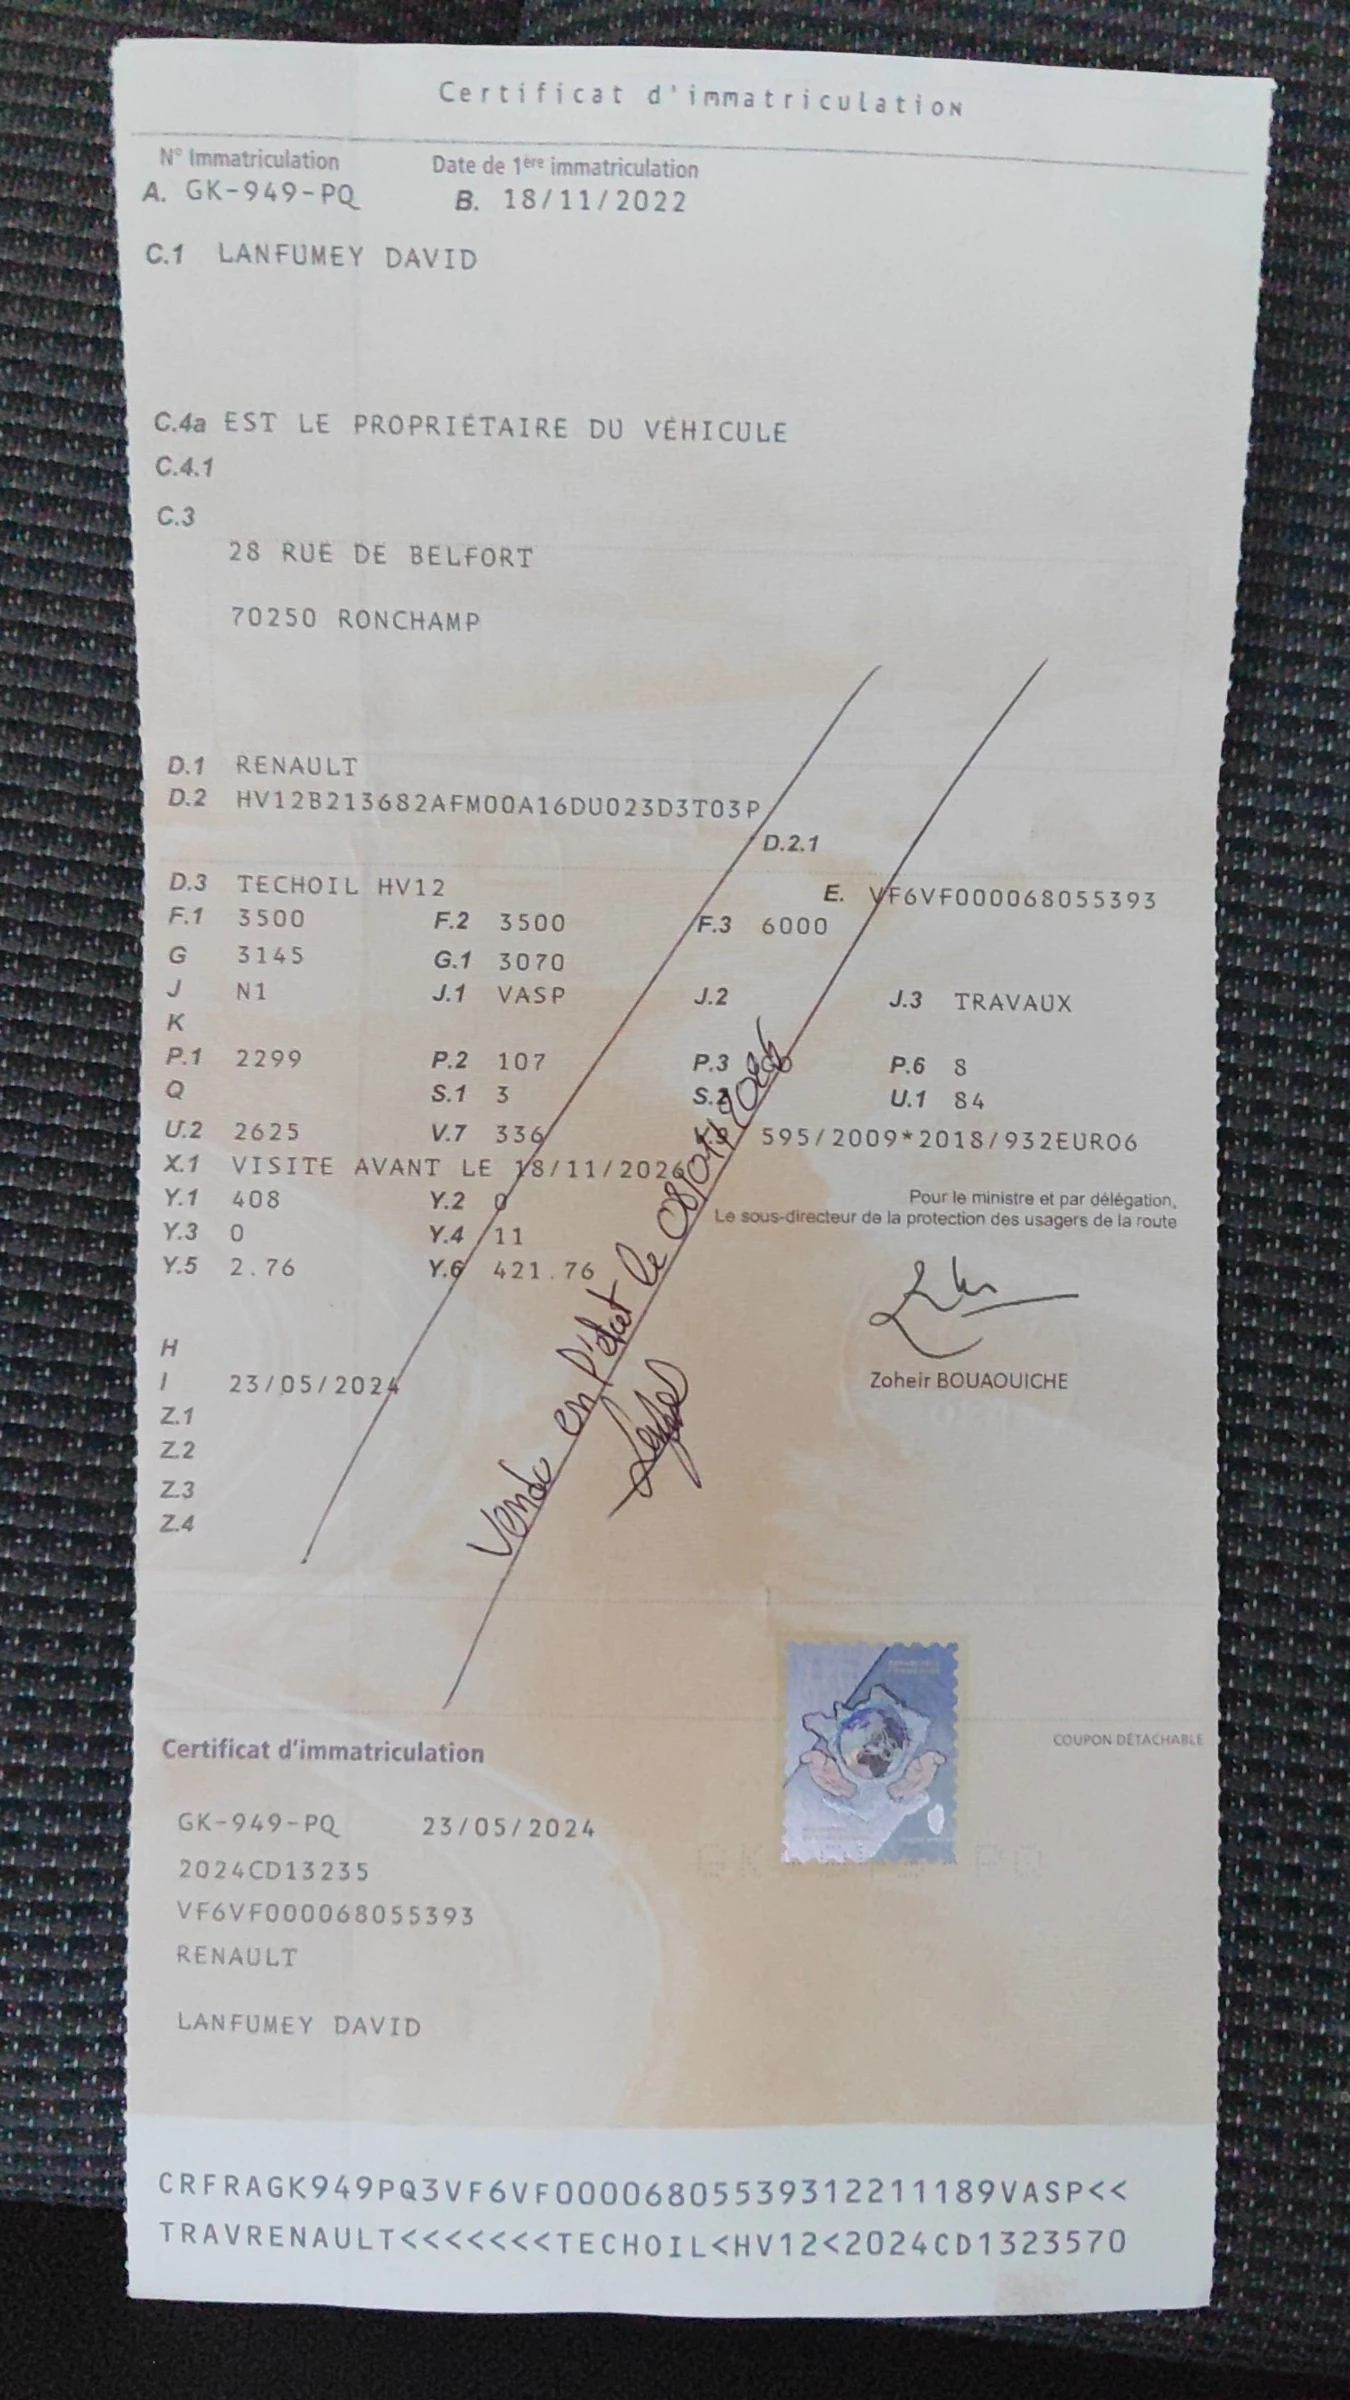 Certificat d'immatriculation
N° Immatriculation Date de 1ère immatriculation
A. GK-949-PQ B. 18/11/2022
C.1 LANFUMEY DAVID
C.4a EST LE PROPRIÉTAIRE DU VÉHICULE
C.4.1
C.3
28 RUE DE BELFORT
70250 RONCHAMP
D.1 RENAULT
D.2 HV12B213682AFM00A16DU023D3T03P
D.2.1
D.3 TECHOIL HV12 E. VF6VF000068055393
F.1 3500 F.2 3500 F.3 6000
G 3145 G.1 3070
J N1 J.1 VASP J.2 J.3 TRAVAUX
K
P.1 2299 P.2 107 P.3 P.6 8
Q S.1 3 S.2 U.1 84
U.2 2625 V.7 336 595/2009*2018/932EURO6
X.1 VISITE AVANT LE 18/11/2026
Y.1 408 Y.2 0
Pour le ministre et par délégation,
Le sous-directeur de la protection des usagers de la route
Y.3 0 Y.4 11
Y.5 2.76 Y.6 421.76
Zoheir BOUAOUICHE
H
I 23/05/2024
Z.1
Z.2
Z.3
Z.4
Vendu en l'état le
COUPON DÉTACHABLE
Certificat d'immatriculation
GK-949-PQ 23/05/2024
2024CD13235
VF6VF000068055393
RENAULT
LANFUMEY DAVID
CRFRAGK949PQ3VF6VF00006805539312211189VASP<<
TRAVRENAULT<<<<<<<TECHOIL<HV12<2024CD1323570